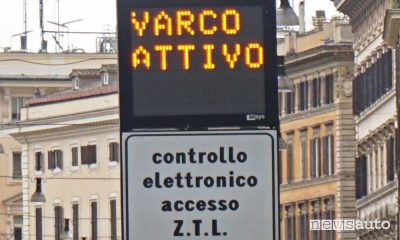 VARCO
ATTIVO
controllo
elettronico
accesso
Z.T.L.
newsauto